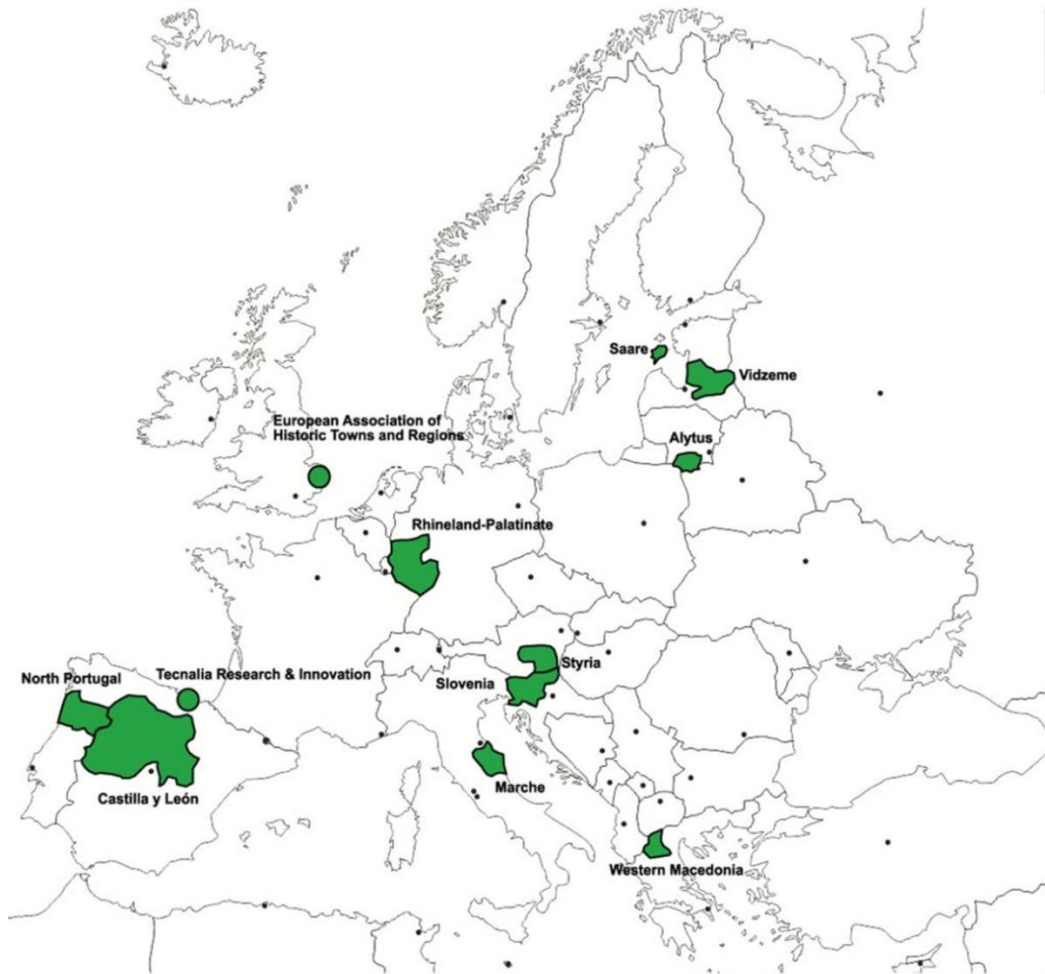 Saare
Vidzeme
European Association of
Historic Towns and Regions
Alytus
Rhineland-Palatinate
Styria
Tecnalia Research & Innovation
North Portugal
Slovenia
Marche
Castilla y León
Western Macedonia